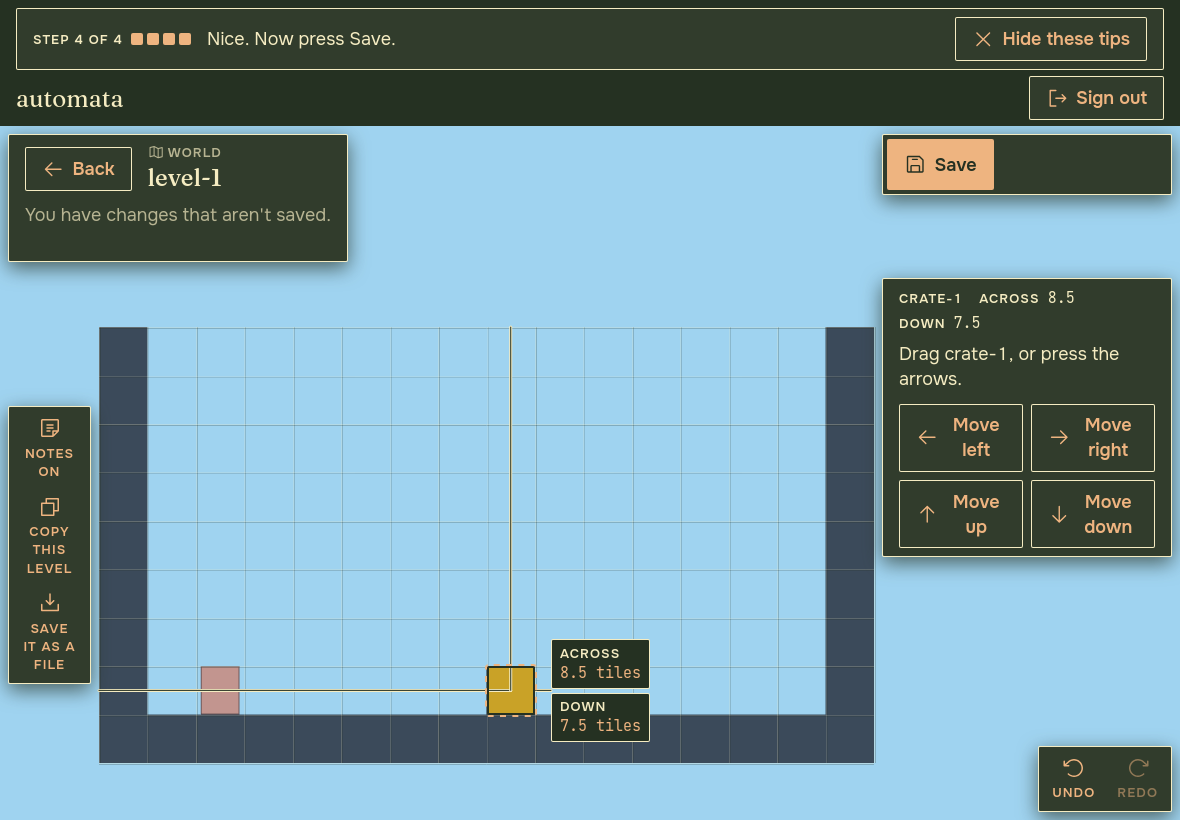 STEP 4 OF 4
Nice. Now press Save.
Hide these tips
automata
Sign out
Back
WORLD
level-1
You have changes that aren't saved.
Save
CRATE-1 ACROSS 8.5
DOWN 7.5
Drag crate-1, or press the
arrows.
Move
left
Move
right
Move
up
Move
down
NOTES
ON
COPY
THIS
LEVEL
SAVE
IT AS A
FILE
ACROSS
8.5 tiles
DOWN
7.5 tiles
UNDO
REDO